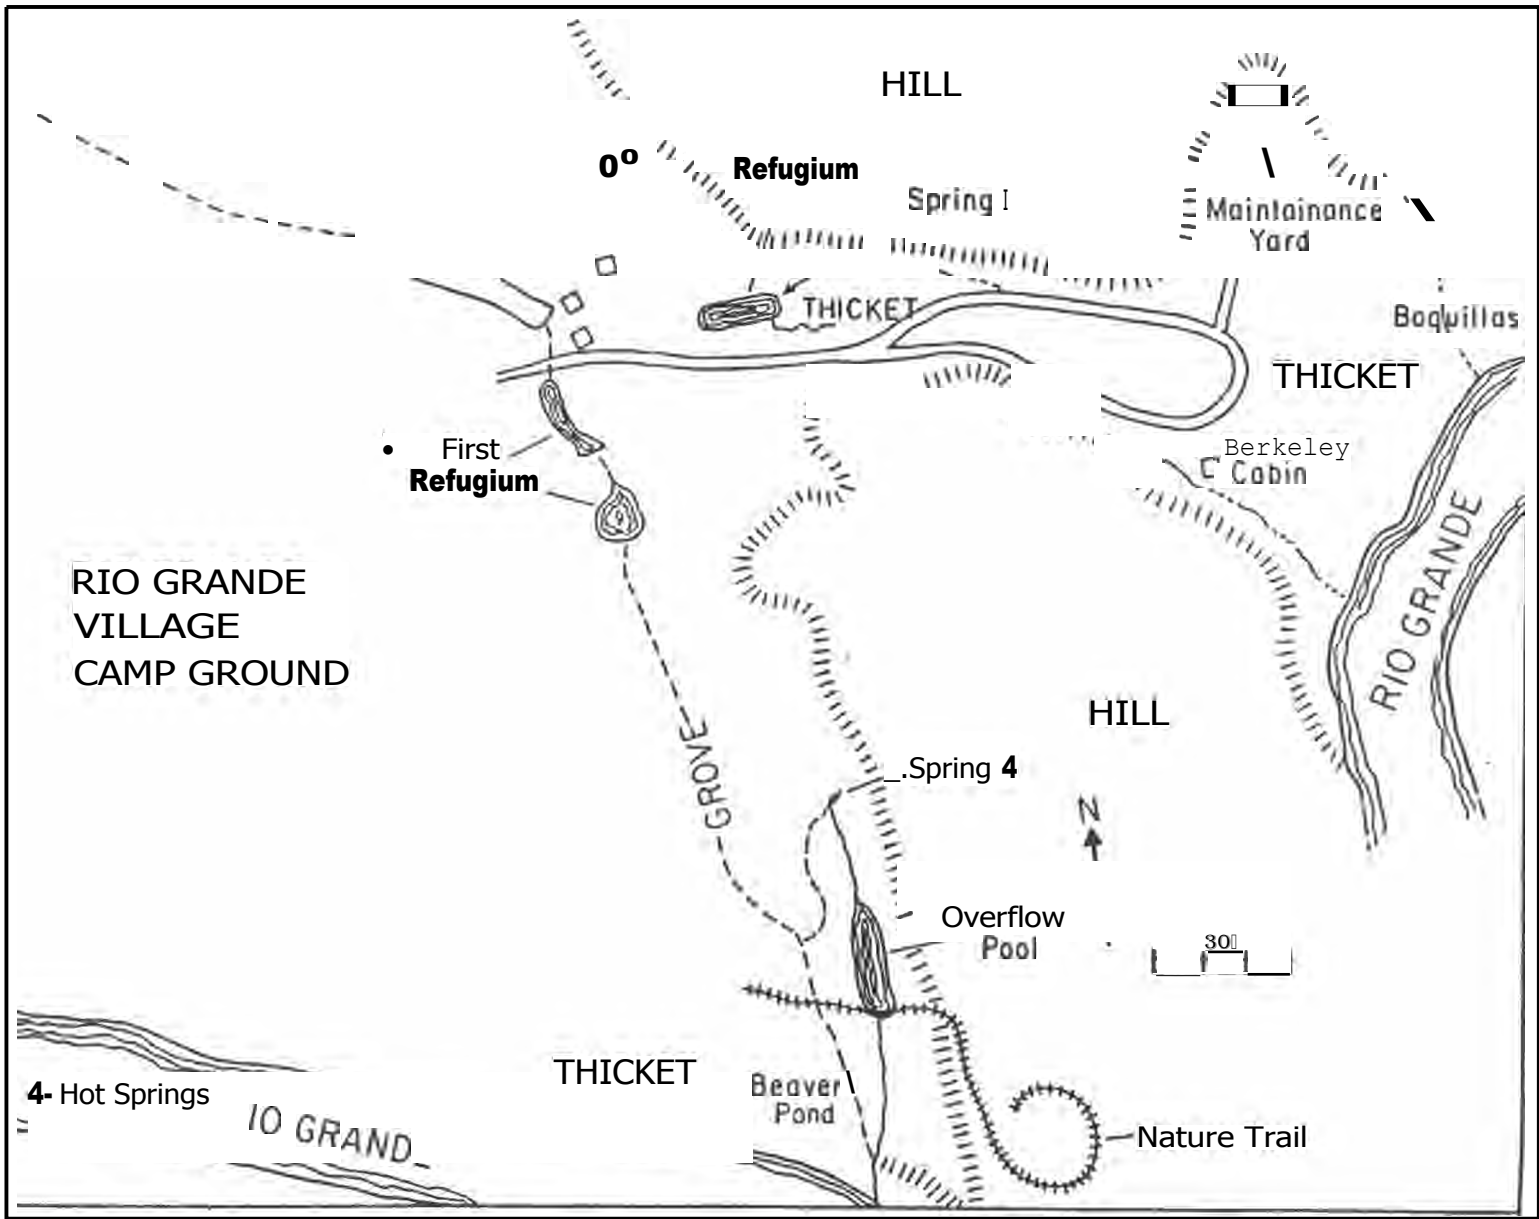 HILL
0º
Refugium
Spring I
Maintainance
Yard
THICKET
Boquillas
THICKET
• First
Refugium
Berkeley
Cabin
RIO GRANDE
RIO GRANDE
VILLAGE
CAMP GROUND
HILL
GROVE
_.Spring 4
N
Overflow
Pool
30
THICKET
4- Hot Springs
Beaver
Pond
IO GRAND
Nature Trail